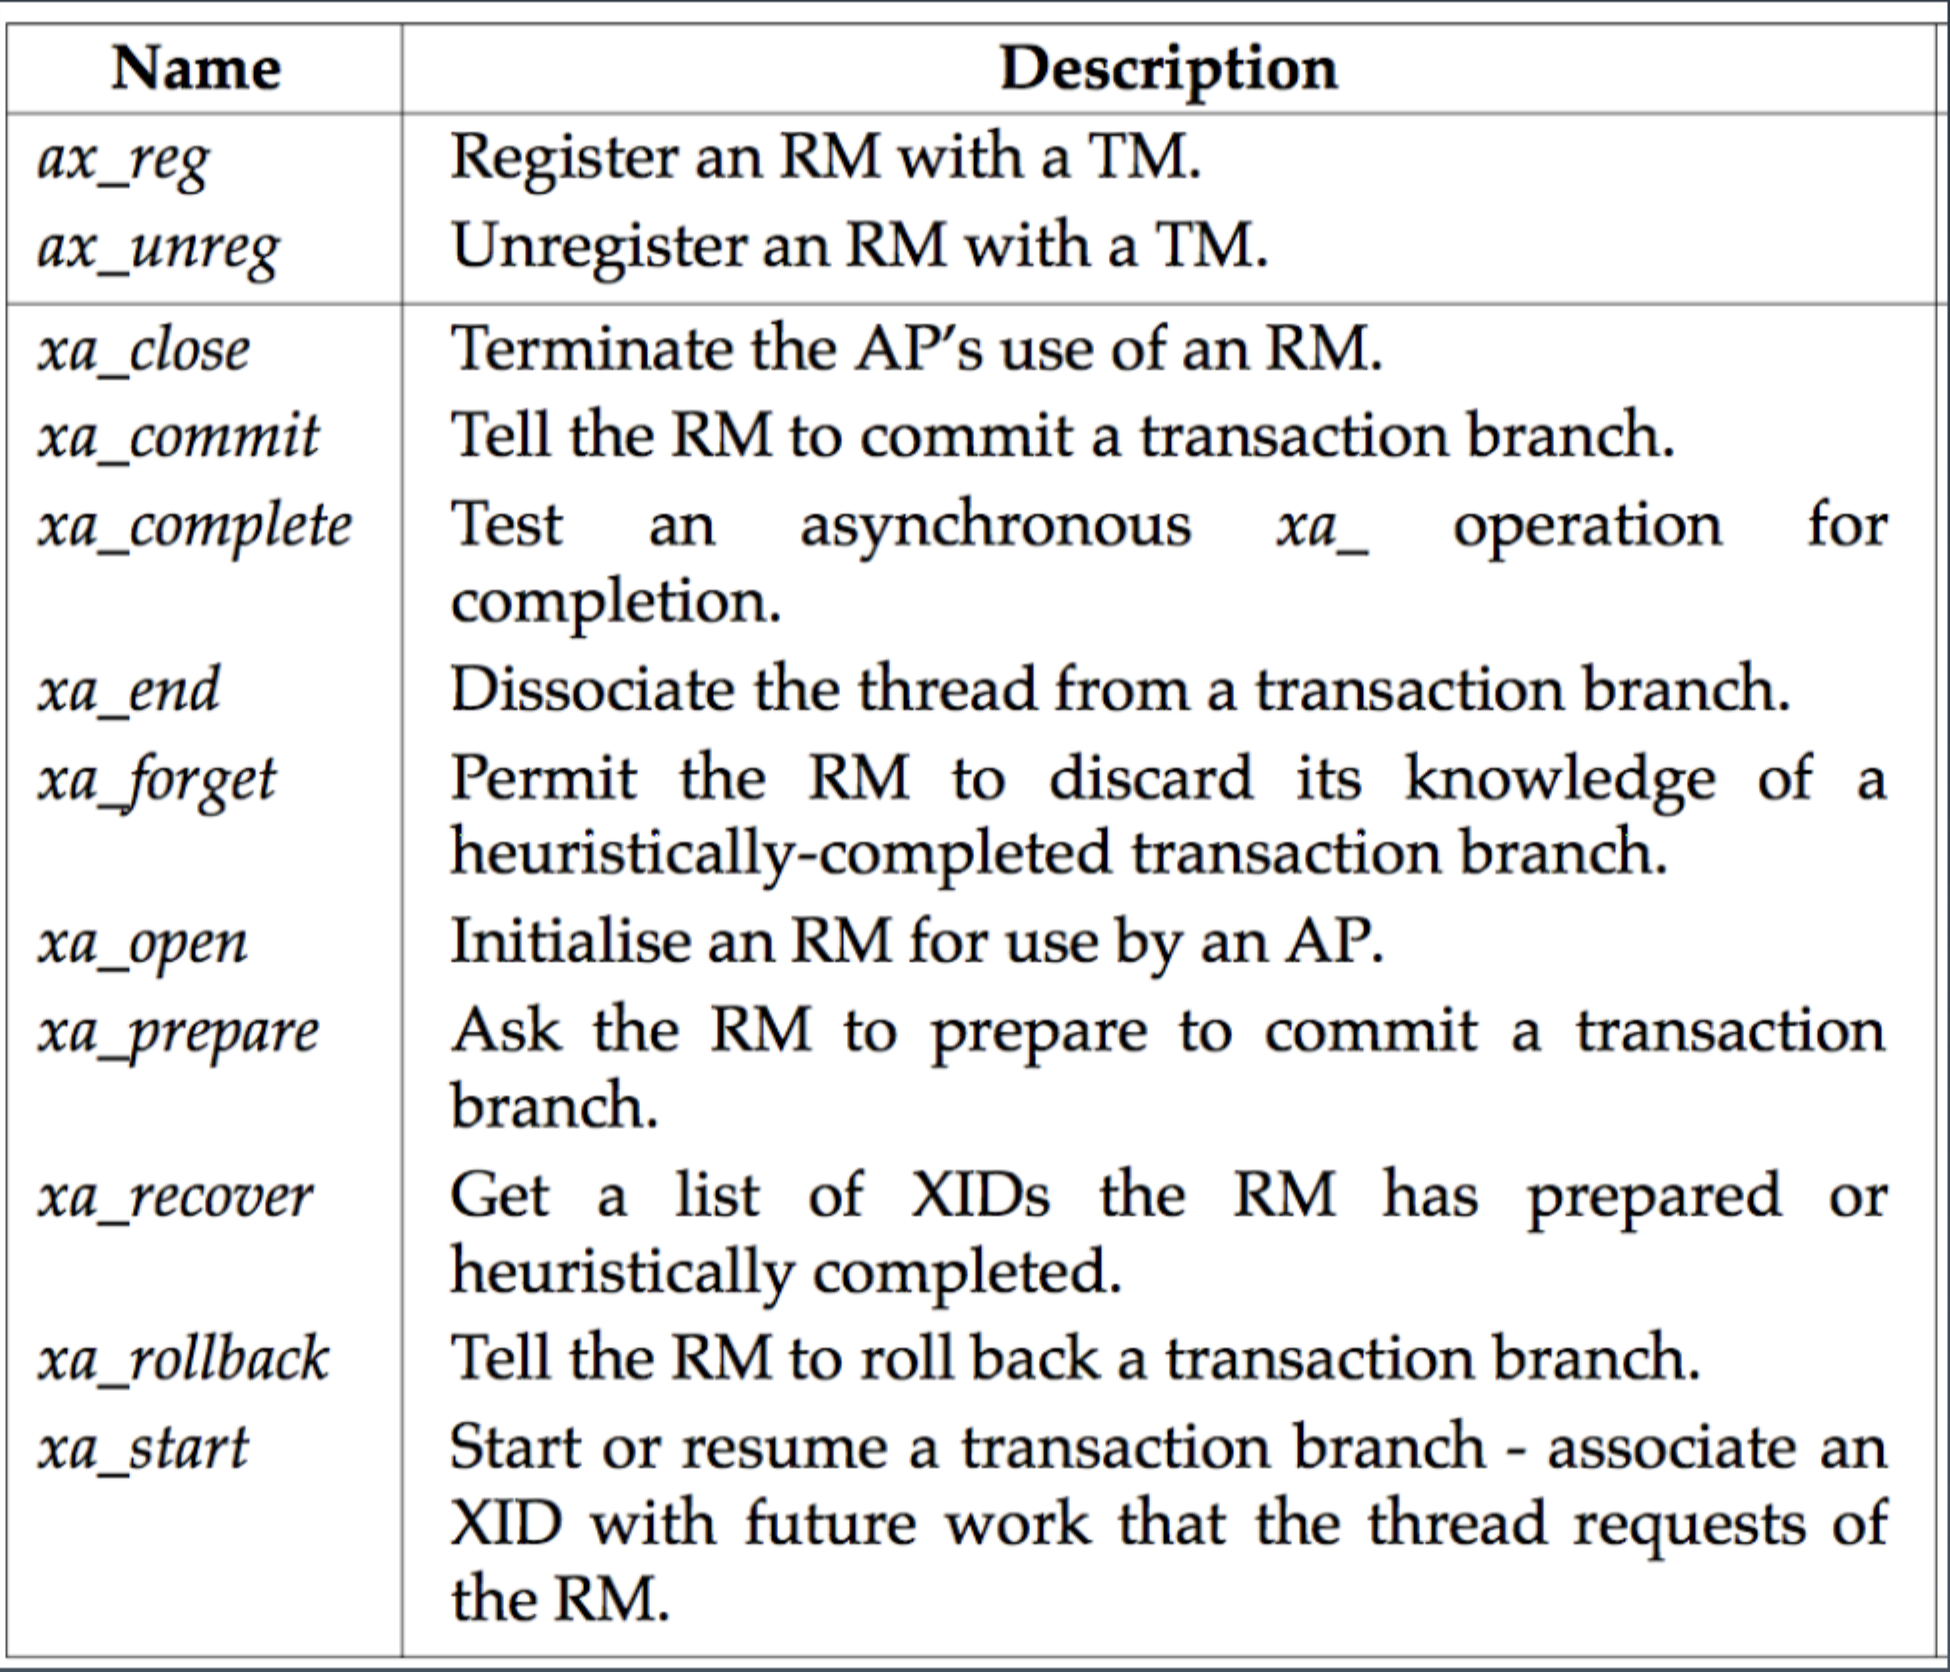 Name Description
ax_reg Register an RM with a TM.
ax_unreg Unregister an RM with a TM.
xa_close Terminate the AP’s use of an RM.
xa_commit Tell the RM to commit a transaction branch.
xa_complete Test an asynchronous xa_ operation for
completion.
xa_end Dissociate the thread from a transaction branch.
xa_forget Permit the RM to discard its knowledge of a
heuristically-completed transaction branch.
xa_open Initialise an RM for use by an AP.
xa_prepare Ask the RM to prepare to commit a transaction
branch.
xa_recover Get a list of XIDs the RM has prepared or
heuristically completed.
xa_rollback Tell the RM to roll back a transaction branch.
xa_start Start or resume a transaction branch - associate an
XID with future work that the thread requests of
the RM.